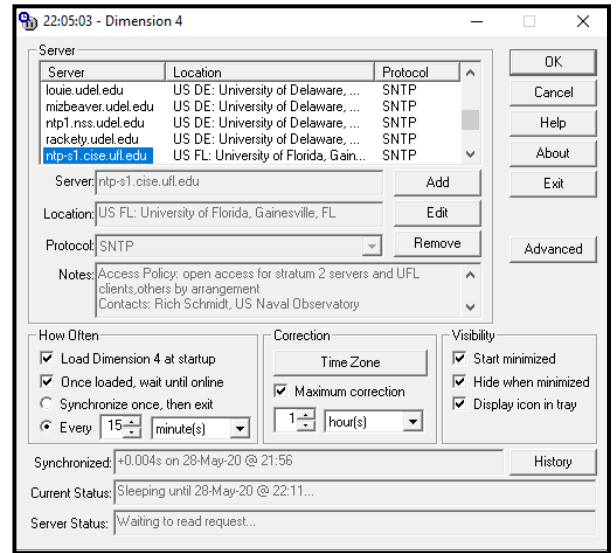 22:05:03 - Dimension 4
Server
Server Location Protocol
louie.udel.edu US DE: University of Delaware, ... SNTP
mizbeaver.udel.edu US DE: University of Delaware, ... SNTP
ntp1.nss.udel.edu US DE: University of Delaware, ... SNTP
rackety.udel.edu US DE: University of Delaware, ... SNTP
ntp-s1.cise.ufl.edu US FL: University of Florida, Gain... SNTP
OK
Cancel
Help
About
Exit
Advanced
Server: ntp-s1.cise.ufl.edu
Add
Location: US FL: University of Florida, Gainesville, FL
Edit
Protocol: SNTP
Remove
Notes: Access Policy: open access for stratum 2 servers and UFL
clients,others by arrangement
Contacts: Rich Schmidt, US Naval Observatory
How Often
Load Dimension 4 at startup
Once loaded, wait until online
Synchronize once, then exit
Every 15 minute(s)
Correction
Time Zone
Maximum correction
1 hour(s)
Visibility
Start minimized
Hide when minimized
Display icon in tray
Synchronized: +0.004s on 28-May-20 @ 21:56
History
Current Status: Sleeping until 28-May-20 @ 22:11...
Server Status: Waiting to read request...